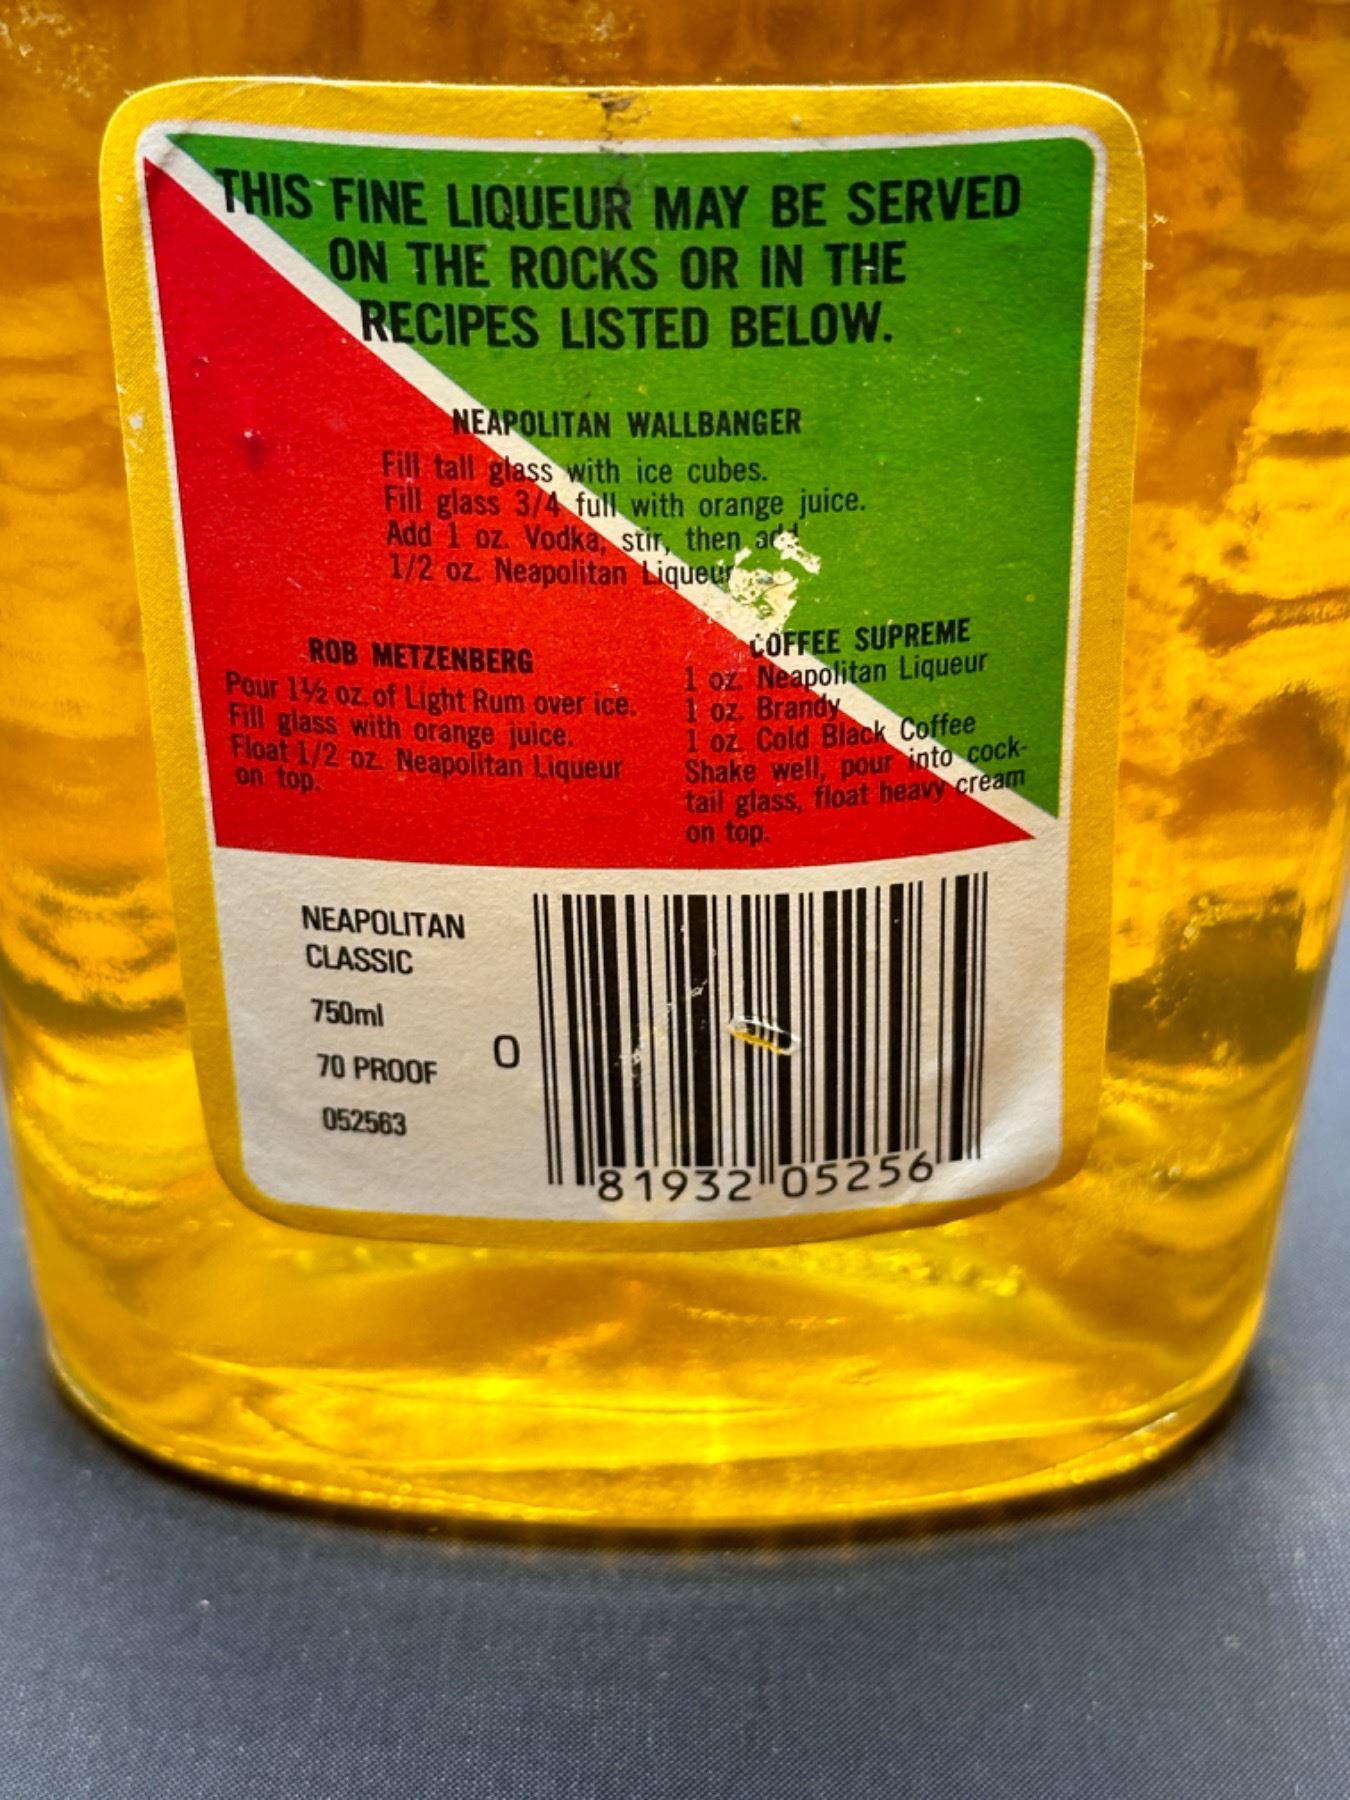 THIS FINE LIQUEUR MAY BE SERVED
ON THE ROCKS OR IN THE
RECIPES LISTED BELOW.
NEAPOLITAN WALLBANGER
Fill tall glass with ice cubes.
Fill glass 3/4 full with orange juice.
Add 1 oz. Vodka, stir, then add
1/2 oz. Neapolitan Liqueur
ROB METZENBERG
Pour 1½ oz. of Light Rum over ice.
Fill glass with orange juice.
Float 1/2 oz. Neapolitan Liqueur
on top.
COFFEE SUPREME
1 oz. Neapolitan Liqueur
1 oz. Brandy
1 oz. Cold Black Coffee
Shake well, pour into cock-
tail glass, float heavy cream
on top.
NEAPOLITAN
CLASSIC
750ml
70 PROOF
052563
0 81932 05256